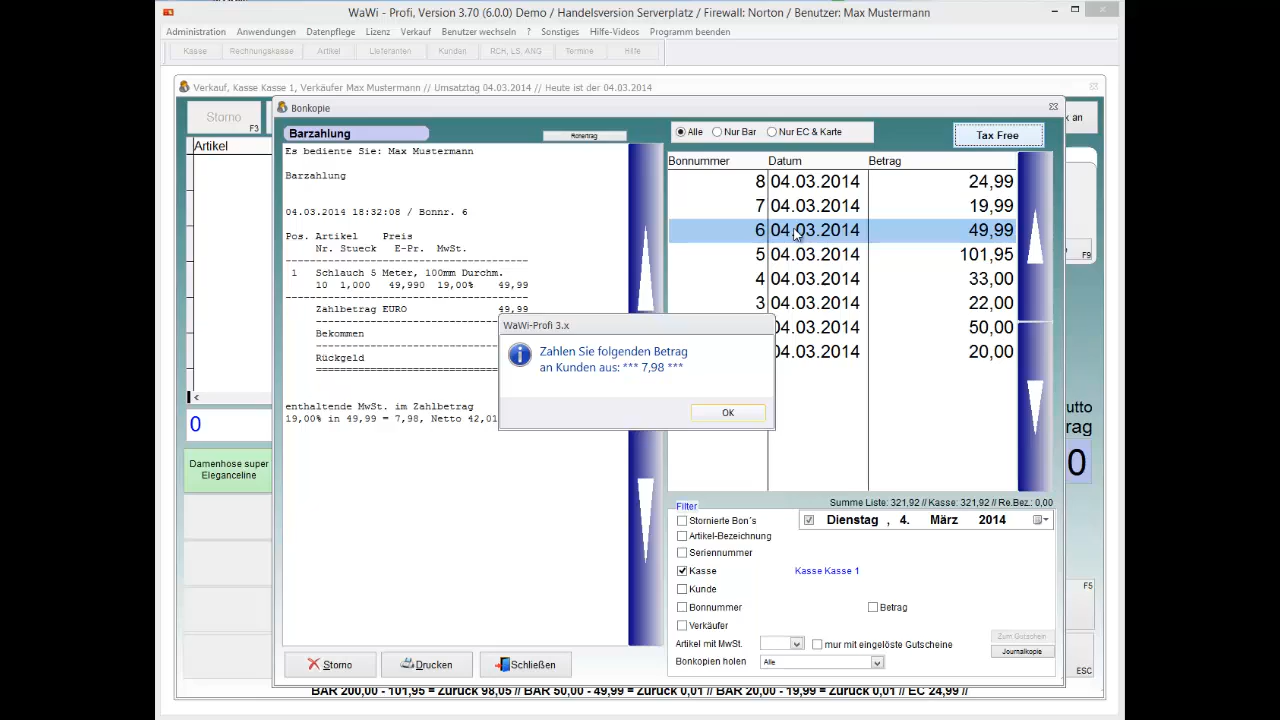 WaWi - Profi, Version 3.70 (6.0.0) Demo / Handelsversion Serverplatz / Firewall: Norton / Benutzer: Max Mustermann
Administration Anwendungen Datenpflege Lizenz Verkauf Benutzer wechseln ? Sonstiges Hilfe-Videos Programm beenden
Kasse Rechnungskasse Artikel Lieferanten Kunden RCH, LS, ANG Termine Hilfe
Verkauf, Kasse Kasse 1, Verkäufer Max Mustermann // Umsatztag 04.03.2014 // Heute ist der 04.03.2014
Storno F3
k an
Artikel
<
0
Damenhose super
Eleganceline
F9
utto
rag
0
F5
ESC
Bonkopie
Barzahlung
Rohertrag
Alle Nur Bar Nur EC & Karte
Tax Free
Es bediente Sie: Max Mustermann
Barzahlung
04.03.2014 18:32:08 / Bonnr. 6
Pos. Artikel Preis
Nr. Stueck E-Pr. MwSt.
--------------------------------------------
1 Schlauch 5 Meter, 100mm Durchm.
10 1,000 49,990 19,00% 49,99
--------------------------------------------
Zahlbetrag EURO 49,99
Bekommen
Rückgeld
enthaltende MwSt. im Zahlbetrag
19,00% in 49,99 = 7,98, Netto 42,01
Bonnummer Datum Betrag
8 04.03.2014 24,99
7 04.03.2014 19,99
6 04.03.2014 49,99
5 04.03.2014 101,95
4 04.03.2014 33,00
3 04.03.2014 22,00
04.03.2014 50,00
04.03.2014 20,00
WaWi-Profi 3.x
Zahlen Sie folgenden Betrag
an Kunden aus: *** 7,98 ***
OK
Summe Liste: 321,92 // Kasse: 321,92 // Re.Bez.: 0,00
Filter
Stornierte Bon´s
Dienstag , 4. März 2014
Artikel-Bezeichnung
Seriennummer
Kasse Kasse Kasse 1
Kunde
Bonnummer Betrag
Verkäufer
Artikel mit MwSt. nur mit eingelöste Gutscheine
Bonkopien holen Alle
Zum Gutschein
Journalkopie
Storno Drucken Schließen
BAR 200,00 - 101,95 = Zurück 98,05 // BAR 50,00 - 49,99 = Zurück 0,01 // BAR 20,00 - 19,99 = Zurück 0,01 // EC 24,99 //